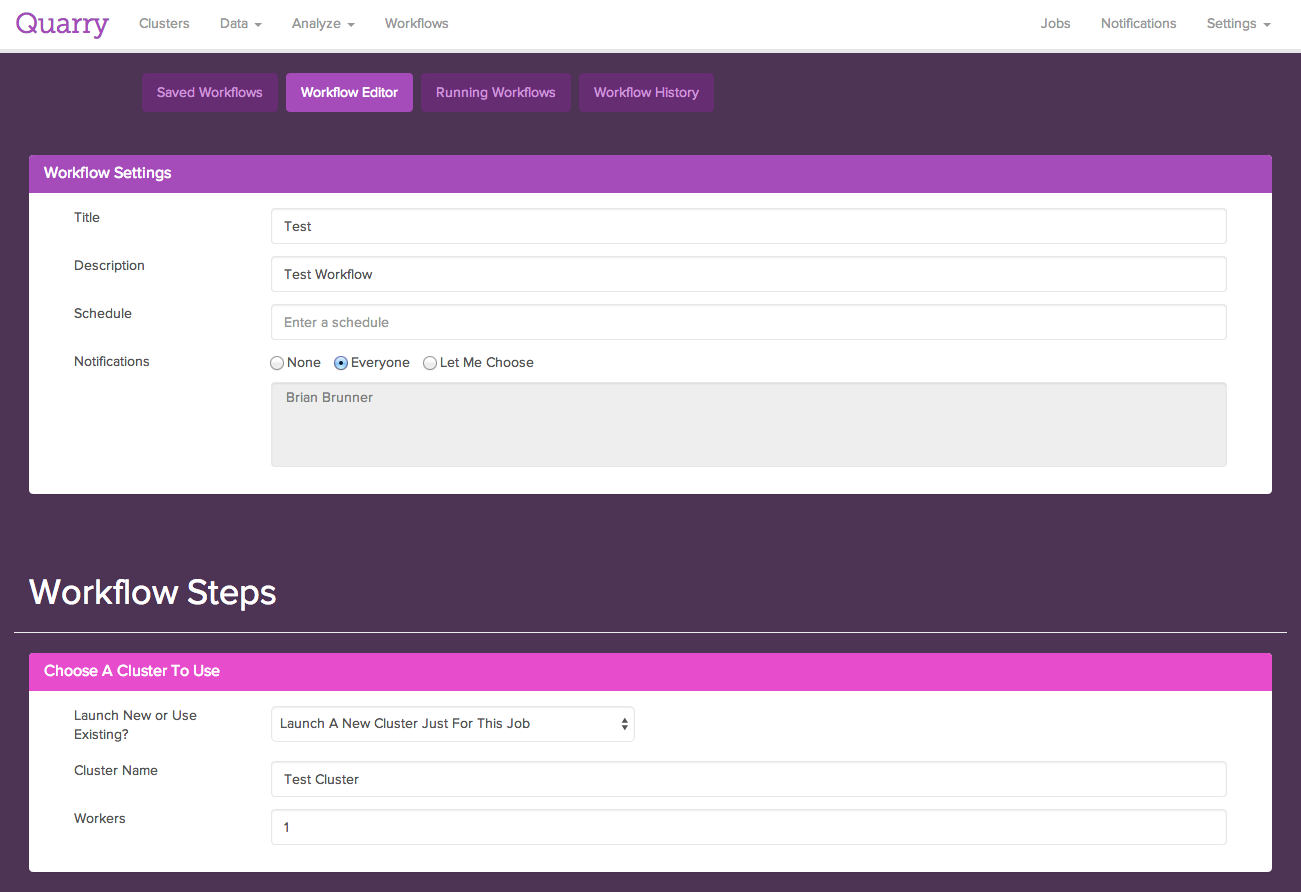 Quarry Clusters Data Analyze Workflows Jobs Notifications Settings
Saved Workflows Workflow Editor Running Workflows Workflow History
Workflow Settings
Title Test
Description Test Workflow
Schedule Enter a schedule
Notifications None Everyone Let Me Choose
Brian Brunner
Workflow Steps
Choose A Cluster To Use
Launch New or Use
Existing?
Launch A New Cluster Just For This Job
Cluster Name Test Cluster
Workers 1